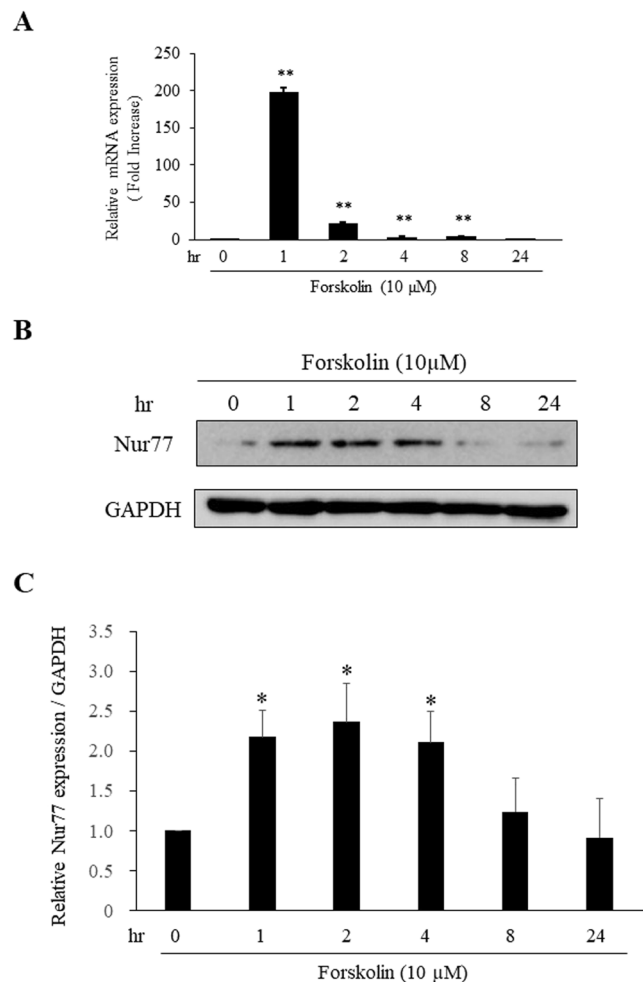 A
Relative mRNA expression
( Fold Increase)
250
200
150
100
50
0
**
**
**
**
hr 0 1 2 4 8 24
Forskolin (10 μM)
B
Forskolin (10μM)
hr 0 1 2 4 8 24
Nur77
GAPDH
C
Relative Nur77 expression / GAPDH
3.5
3.0
2.5
2.0
1.5
1.0
0.5
0
*
*
*
hr 0 1 2 4 8 24
Forskolin (10 μM)